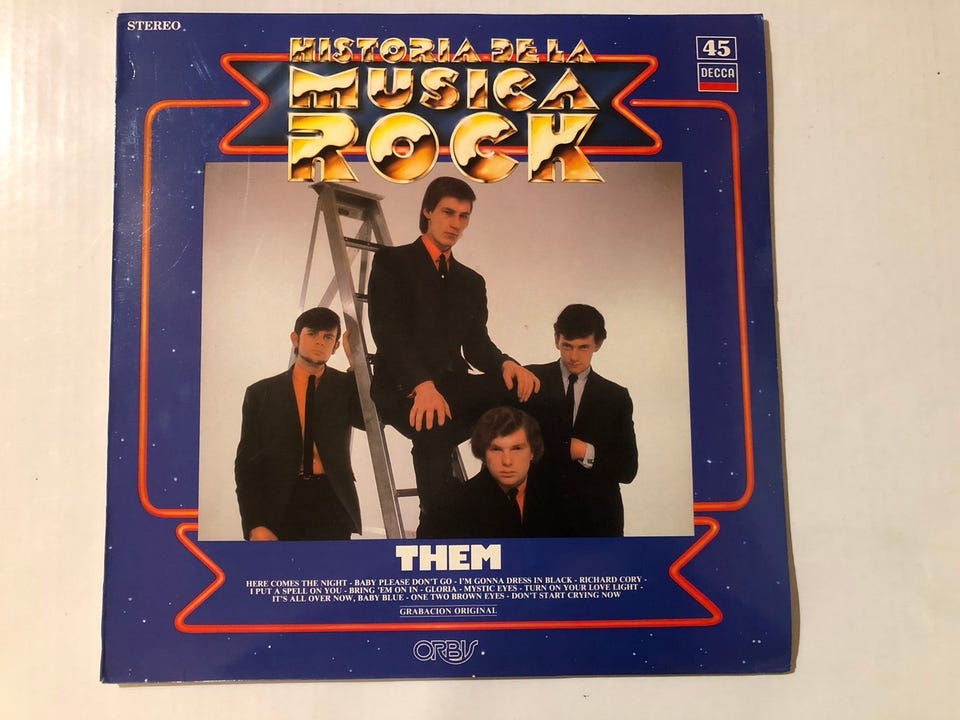 STEREO
HISTORIA DE LA
MUSICA
ROCK
45
DECCA
THEM
HERE COMES THE NIGHT - BABY PLEASE DON'T GO - I'M GONNA DRESS IN BLACK - RICHARD CORY -
I PUT A SPELL ON YOU - BRING 'EM ON IN - GLORIA - MYSTIC EYES - TURN ON YOUR LOVE LIGHT -
IT'S ALL OVER NOW, BABY BLUE - ONE TWO BROWN EYES - DON'T START CRYING NOW
GRABACION ORIGINAL
ORBIS